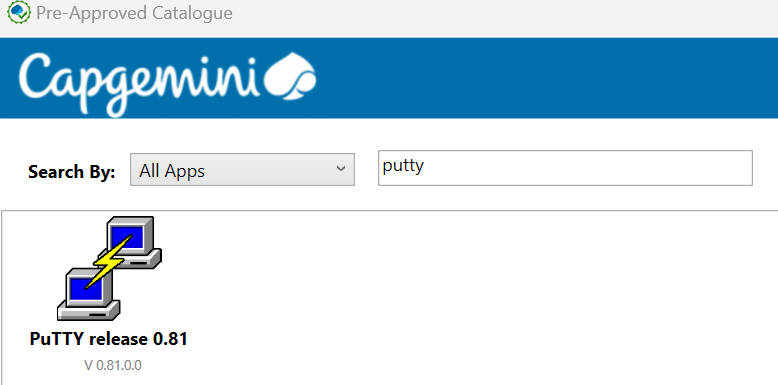 Pre-Approved Catalogue
Capgemini
Search By: All Apps putty
PuTTY release 0.81
V 0.81.0.0